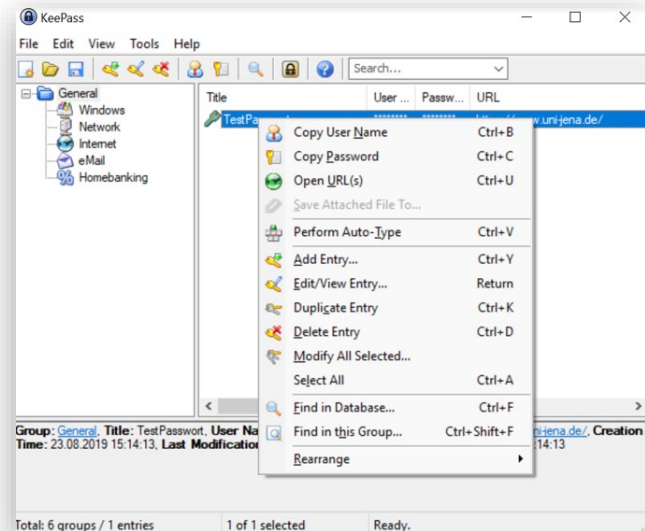 KeePass
File Edit View Tools Help
Search...
General
Windows
Network
Internet
eMail
Homebanking
Title User ... Passw... URL
******** ******** uni-jena.de/
Copy User Name Ctrl+B
Copy Password Ctrl+C
Open URL(s) Ctrl+U
Save Attached File To...
Perform Auto-Type Ctrl+V
Add Entry... Ctrl+Y
Edit/View Entry... Return
Duplicate Entry Ctrl+K
Delete Entry Ctrl+D
Modify All Selected...
Select All Ctrl+A
Find in Database... Ctrl+F
Find in this Group... Ctrl+Shift+F
Rearrange
Group: General, Title: TestPasswort, User Na ni-jena.de/, Creation
Time: 23.08.2019 15:14:13, Last Modification :14:13
Total: 6 groups / 1 entries 1 of 1 selected Ready.